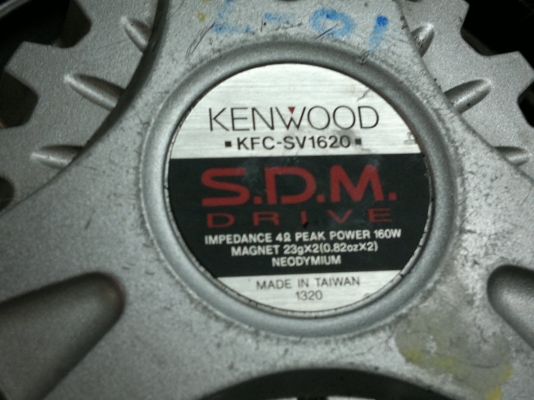 KENWOOD
▪KFC-SV1620▪
S.D.M.
DRIVE
IMPEDANCE 4Ω PEAK POWER 160W
MAGNET 23gX2(0.82ozX2)
NEODYMIUM
MADE IN TAIWAN
1320